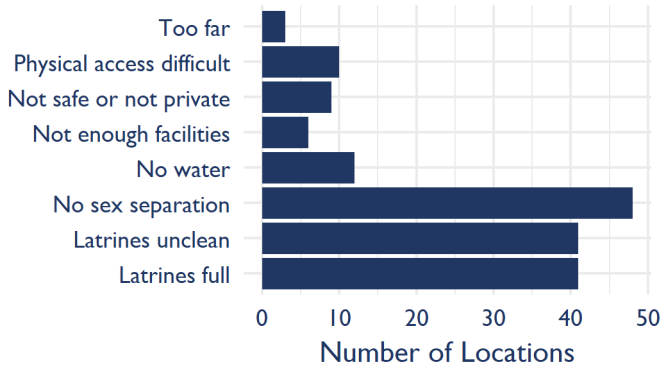 Too far
Physical access difficult
Not safe or not private
Not enough facilities
No water
No sex separation
Latrines unclean
Latrines full
0 10 20 30 40 50
Number of Locations